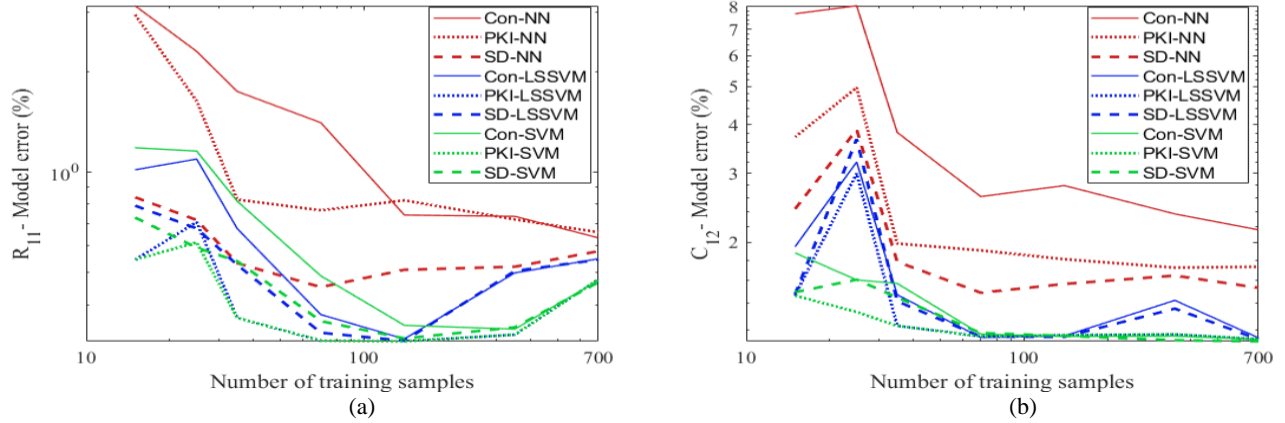 R11 - Model error (%)
10^0
10
100
700
Number of training samples
Con-NN
PKI-NN
SD-NN
Con-LSSVM
PKI-LSSVM
SD-LSSVM
Con-SVM
PKI-SVM
SD-SVM
(a)
C12 - Model error (%)
8
7
6
5
4
3
2
10
100
700
Number of training samples
Con-NN
PKI-NN
SD-NN
Con-LSSVM
PKI-LSSVM
SD-LSSVM
Con-SVM
PKI-SVM
SD-SVM
(b)